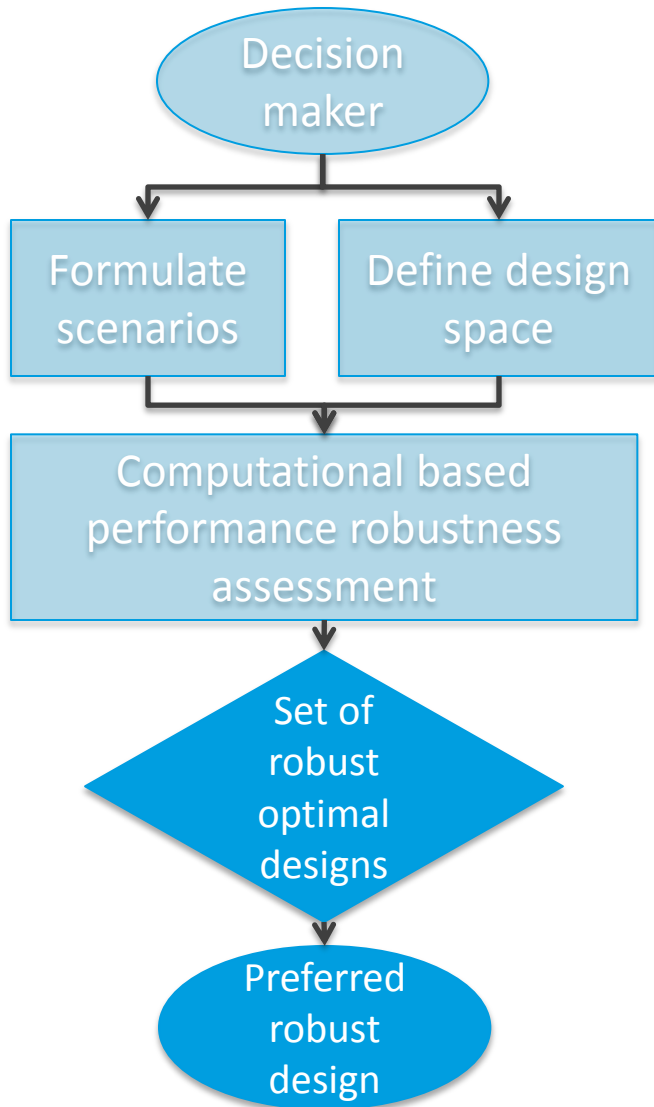 Decision
maker
Formulate
scenarios
Define design
space
Computational based
performance robustness
assessment
Set of
robust
optimal
designs
Preferred
robust
design